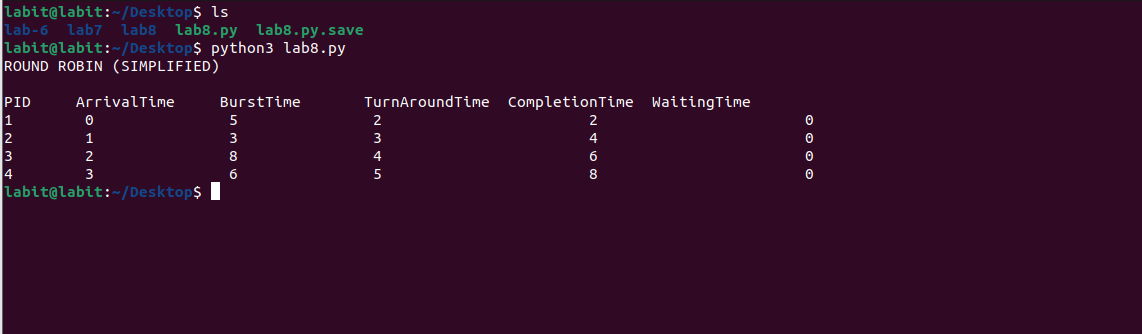 labit@labit:~/Desktop$ ls
lab-6  lab7  lab8  lab8.py  lab8.py.save
labit@labit:~/Desktop$ python3 lab8.py
ROUND ROBIN (SIMPLIFIED)
PID     ArrivalTime     BurstTime       TurnAroundTime  CompletionTime  WaitingTime
1        0               5               2                       2                       0
2        1               3               3                       4                       0
3        2               8               4                       6                       0
4        3               6               5                       8                       0
labit@labit:~/Desktop$